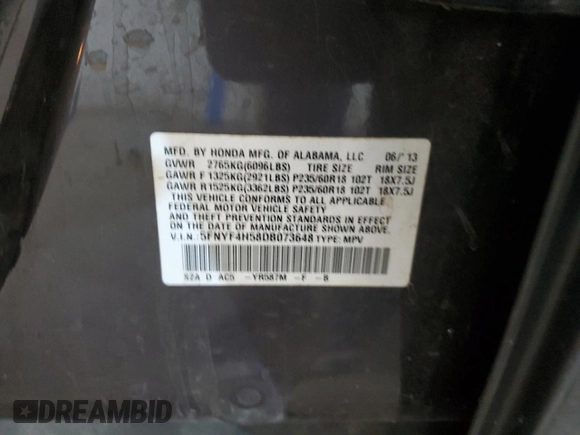 MFD. BY HONDA MFG. OF ALABAMA, LLC 06/'13
GVWR 2765KG(6096LBS) TIRE SIZE RIM SIZE
GAWR F 1325KG(2921LBS) P235/60R18 102T 18X7.5J
GAWR R 1525KG(3362LBS) P235/60R18 102T 18X7.5J
THIS VEHICLE CONFORMS TO ALL APPLICABLE
FEDERAL MOTOR VEHICLE SAFETY
AND THEFT PREVENTION STANDARDS IN EFFECT
ON THE DATE OF MANUFACTURE SHOWN ABOVE.
V.I.N. 5FNYF4H58DB073648 TYPE: MPV
SZA D AC5 -YR587M -F -B
DREAMBID